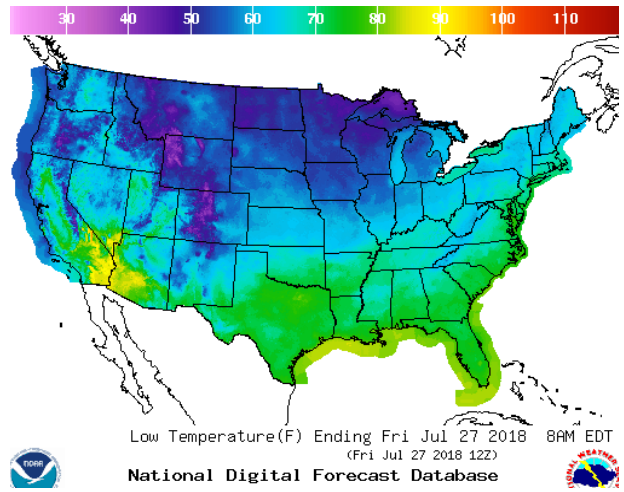 30 40 50 60 70 80 90 100 110
Low Temperature(F) Ending Fri Jul 27 2018 8AM EDT
(Fri Jul 27 2018 12Z)
National Digital Forecast Database
NOAA